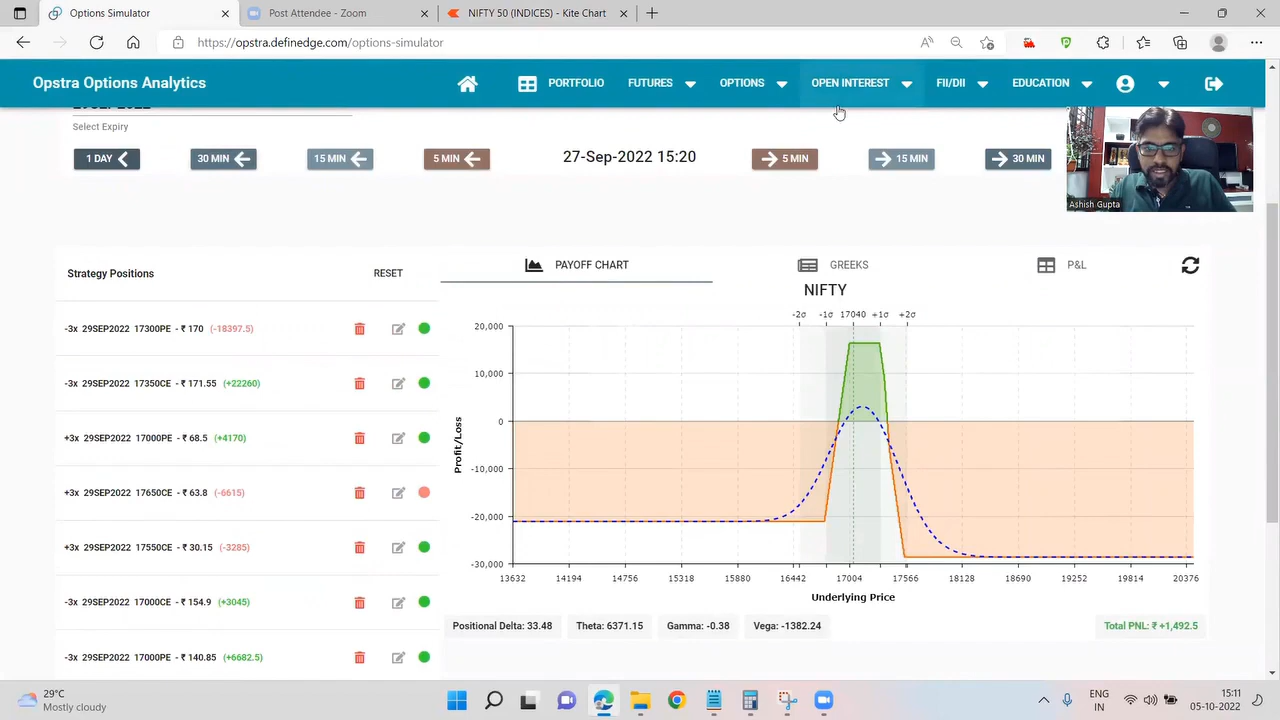 Options Simulator
Post Attendee - Zoom
NIFTY 50 (INDICES) - Kite Chart
https://opstra.definedge.com/options-simulator
Opstra Options Analytics
PORTFOLIO
FUTURES
OPTIONS
OPEN INTEREST
FII/DII
EDUCATION
Select Expiry
1 DAY
30 MIN
15 MIN
5 MIN
27-Sep-2022 15:20
5 MIN
15 MIN
30 MIN
Ashish Gupta
Strategy Positions
RESET
PAYOFF CHART
GREEKS
P&L
NIFTY
-3x 29SEP2022 17300PE - ₹ 170 (-18397.5)
-3x 29SEP2022 17350CE - ₹ 171.55 (+22260)
+3x 29SEP2022 17000PE - ₹ 68.5 (+4170)
+3x 29SEP2022 17650CE - ₹ 63.8 (-6615)
+3x 29SEP2022 17550CE - ₹ 30.15 (-3285)
-3x 29SEP2022 17000CE - ₹ 154.9 (+3045)
-3x 29SEP2022 17000PE - ₹ 140.85 (+6682.5)
-2σ -1σ 17040 +1σ +2σ
20,000
10,000
0
-10,000
-20,000
-30,000
Profit/Loss
13632 14194 14756 15318 15880 16442 17004 17566 18128 18690 19252 19814 20376
Underlying Price
Positional Delta: 33.48
Theta: 6371.15
Gamma: -0.38
Vega: -1382.24
Total PNL: ₹ +1,492.5
29°C
Mostly cloudy
ENG
IN
15:11
05-10-2022